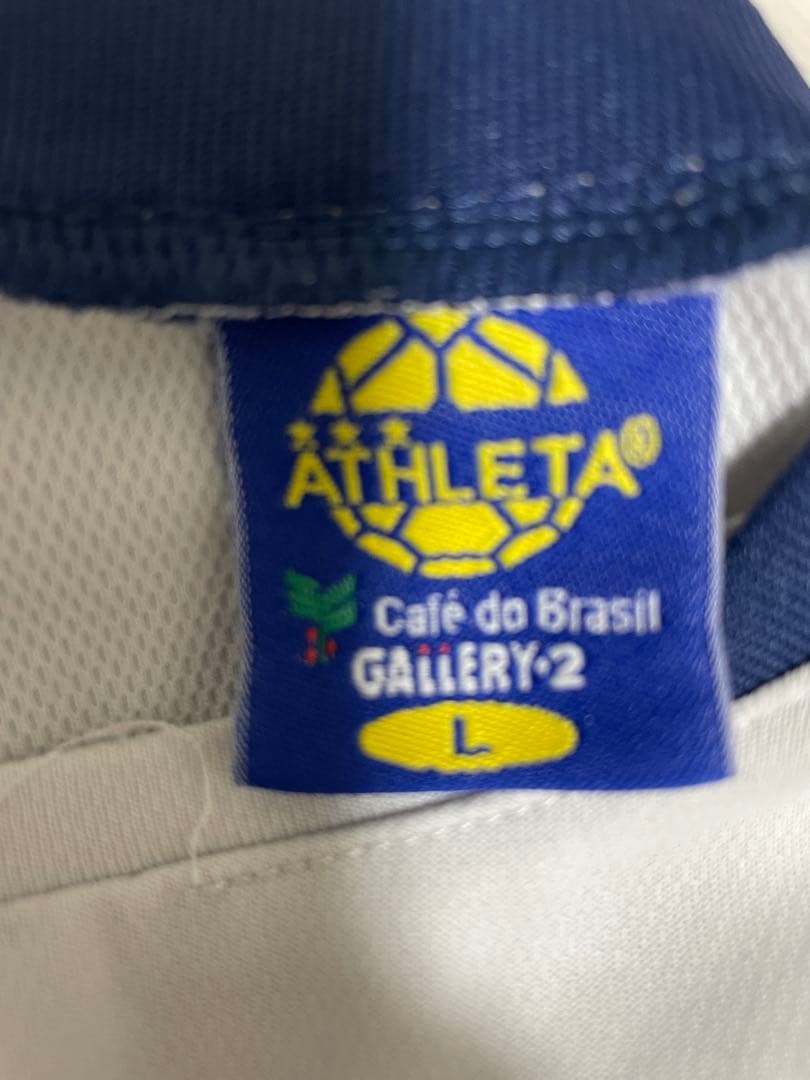 ATHLETA®
Café do Brasil
GALLERY·2
L